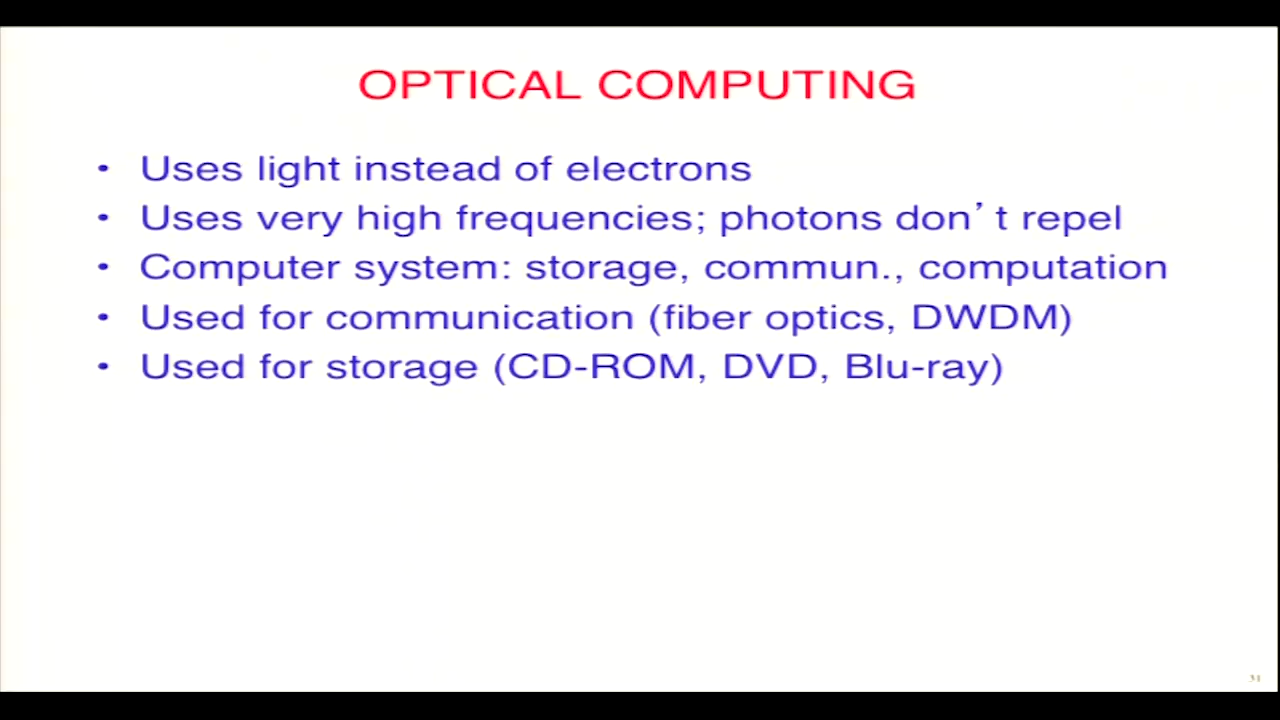 OPTICAL COMPUTING
• Uses light instead of electrons
• Uses very high frequencies; photons don’t repel
• Computer system: storage, commun., computation
• Used for communication (fiber optics, DWDM)
• Used for storage (CD-ROM, DVD, Blu-ray)
31